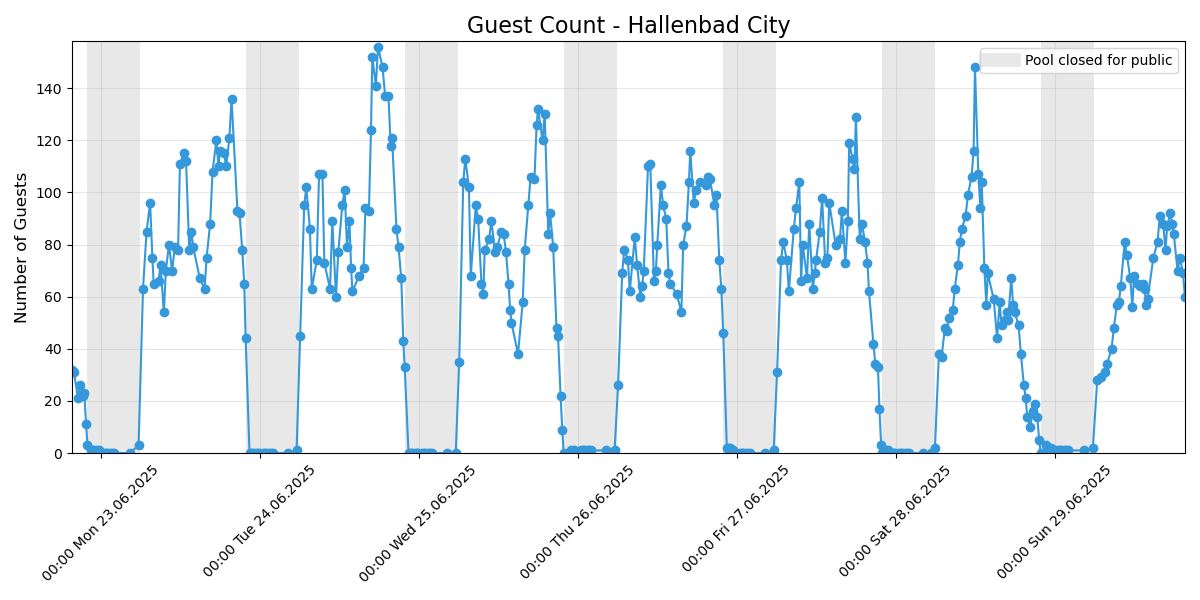 Guest Count - Hallenbad City
Pool closed for public
Number of Guests
140
120
100
80
60
40
20
0
00:00 Mon 23.06.2025
00:00 Tue 24.06.2025
00:00 Wed 25.06.2025
00:00 Thu 26.06.2025
00:00 Fri 27.06.2025
00:00 Sat 28.06.2025
00:00 Sun 29.06.2025